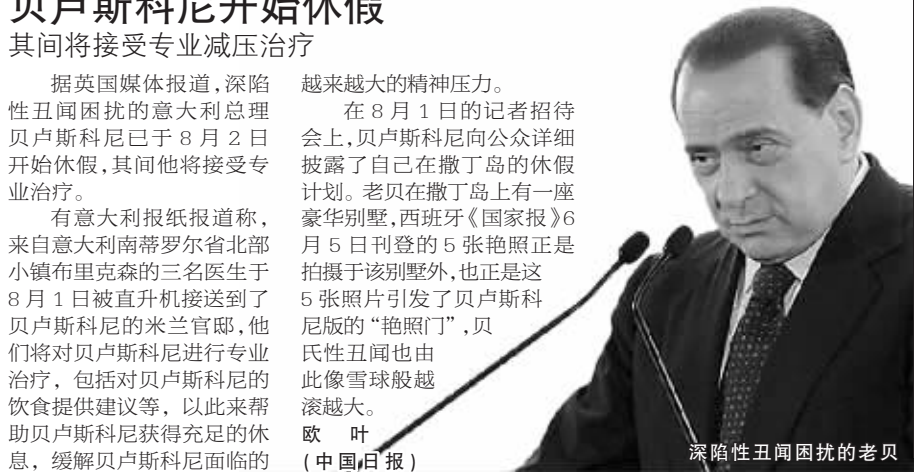 贝卢斯科尼开始休假
其间将接受专业减压治疗
据英国媒体报道,深陷
性丑闻困扰的意大利总理
贝卢斯科尼已于8月2日
开始休假,其间他将接受专
业治疗。
有意大利报纸报道称,
来自意大利南蒂罗尔省北部
小镇布里克森的三名医生于
8月1日被直升机接送到了
贝卢斯科尼的米兰官邸,他
们将对贝卢斯科尼进行专业
治疗,包括对贝卢斯科尼的
饮食提供建议等,以此来帮
助贝卢斯科尼获得充足的休
息,缓解贝卢斯科尼面临的
越来越大的精神压力。
在8月1日的记者招待
会上,贝卢斯科尼向公众详细
披露了自己在撒丁岛的休假
计划。老贝在撒丁岛上有一座
豪华别墅,西班牙《国家报》6
月5日刊登的5张艳照正是
拍摄于该别墅外,也正是这
5张照片引发了贝卢斯科
尼版的“艳照门”,贝
氏性丑闻也由
此像雪球般越
滚越大。
欧 叶
(中国日报)
深陷性丑闻困扰的老贝